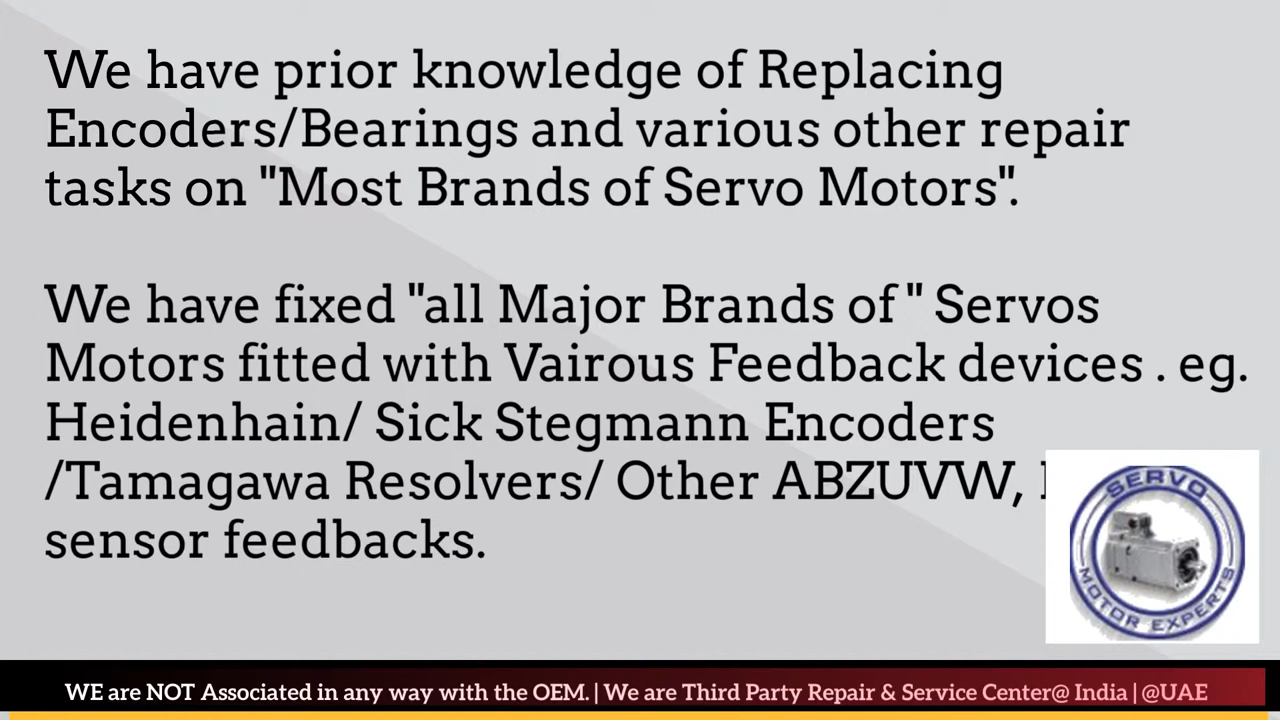 We have prior knowledge of Replacing
Encoders/Bearings and various other repair
tasks on "Most Brands of Servo Motors".
We have fixed "all Major Brands of " Servos
Motors fitted with Vairous Feedback devices . eg.
Heidenhain/ Sick Stegmann Encoders
/Tamagawa Resolvers/ Other ABZUVW,
sensor feedbacks.
SERVO
MOTOR EXPERTS
WE are NOT Associated in any way with the OEM. | We are Third Party Repair & Service Center@ India | @UAE